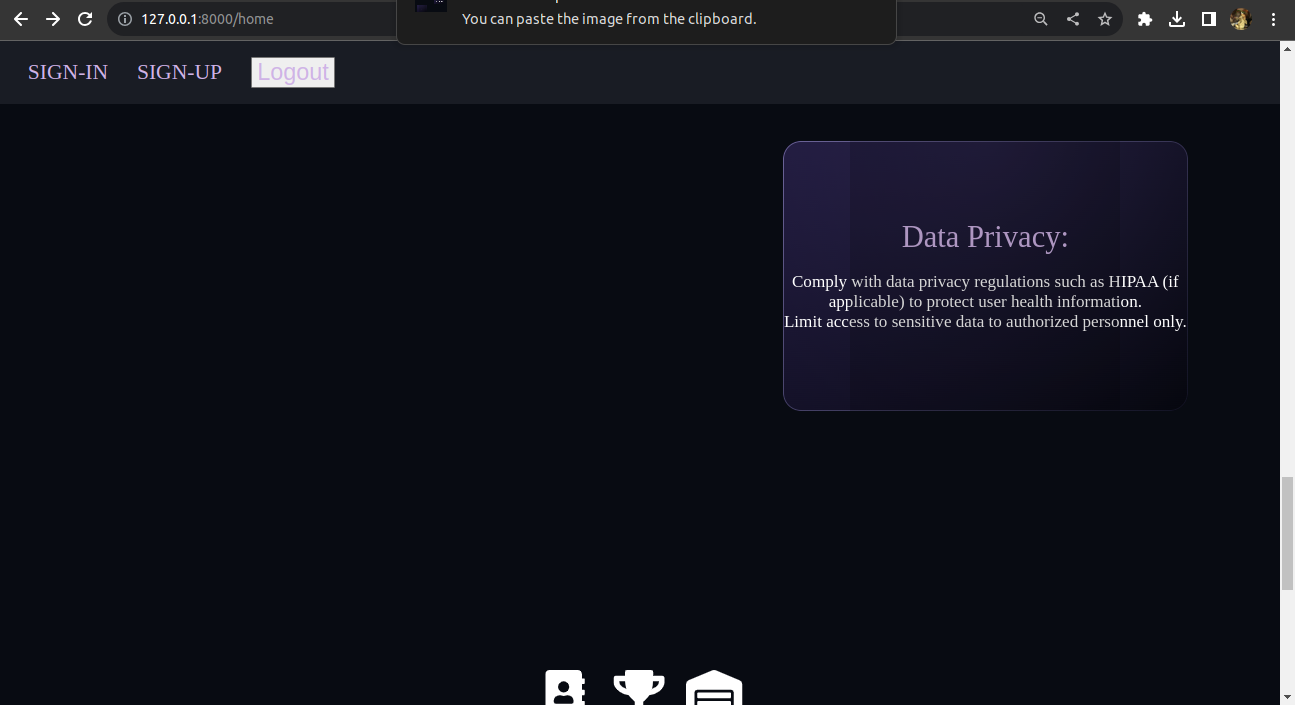 127.0.0.1:8000/home
You can paste the image from the clipboard.
SIGN-IN SIGN-UP Logout
Data Privacy:
Comply with data privacy regulations such as HIPAA (if
applicable) to protect user health information.
Limit access to sensitive data to authorized personnel only.